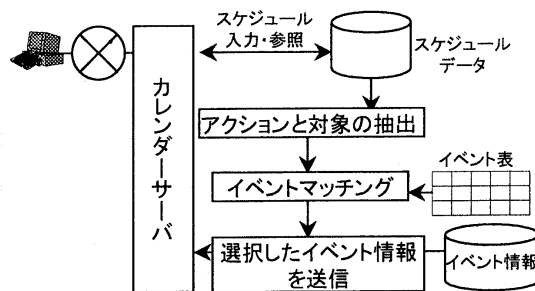 スケジュール
入力・参照
スケジュール
データ
カレンダーサーバ
アクションと対象の抽出
イベント表
イベントマッチング
選択したイベント情報
を送信
イベント情報